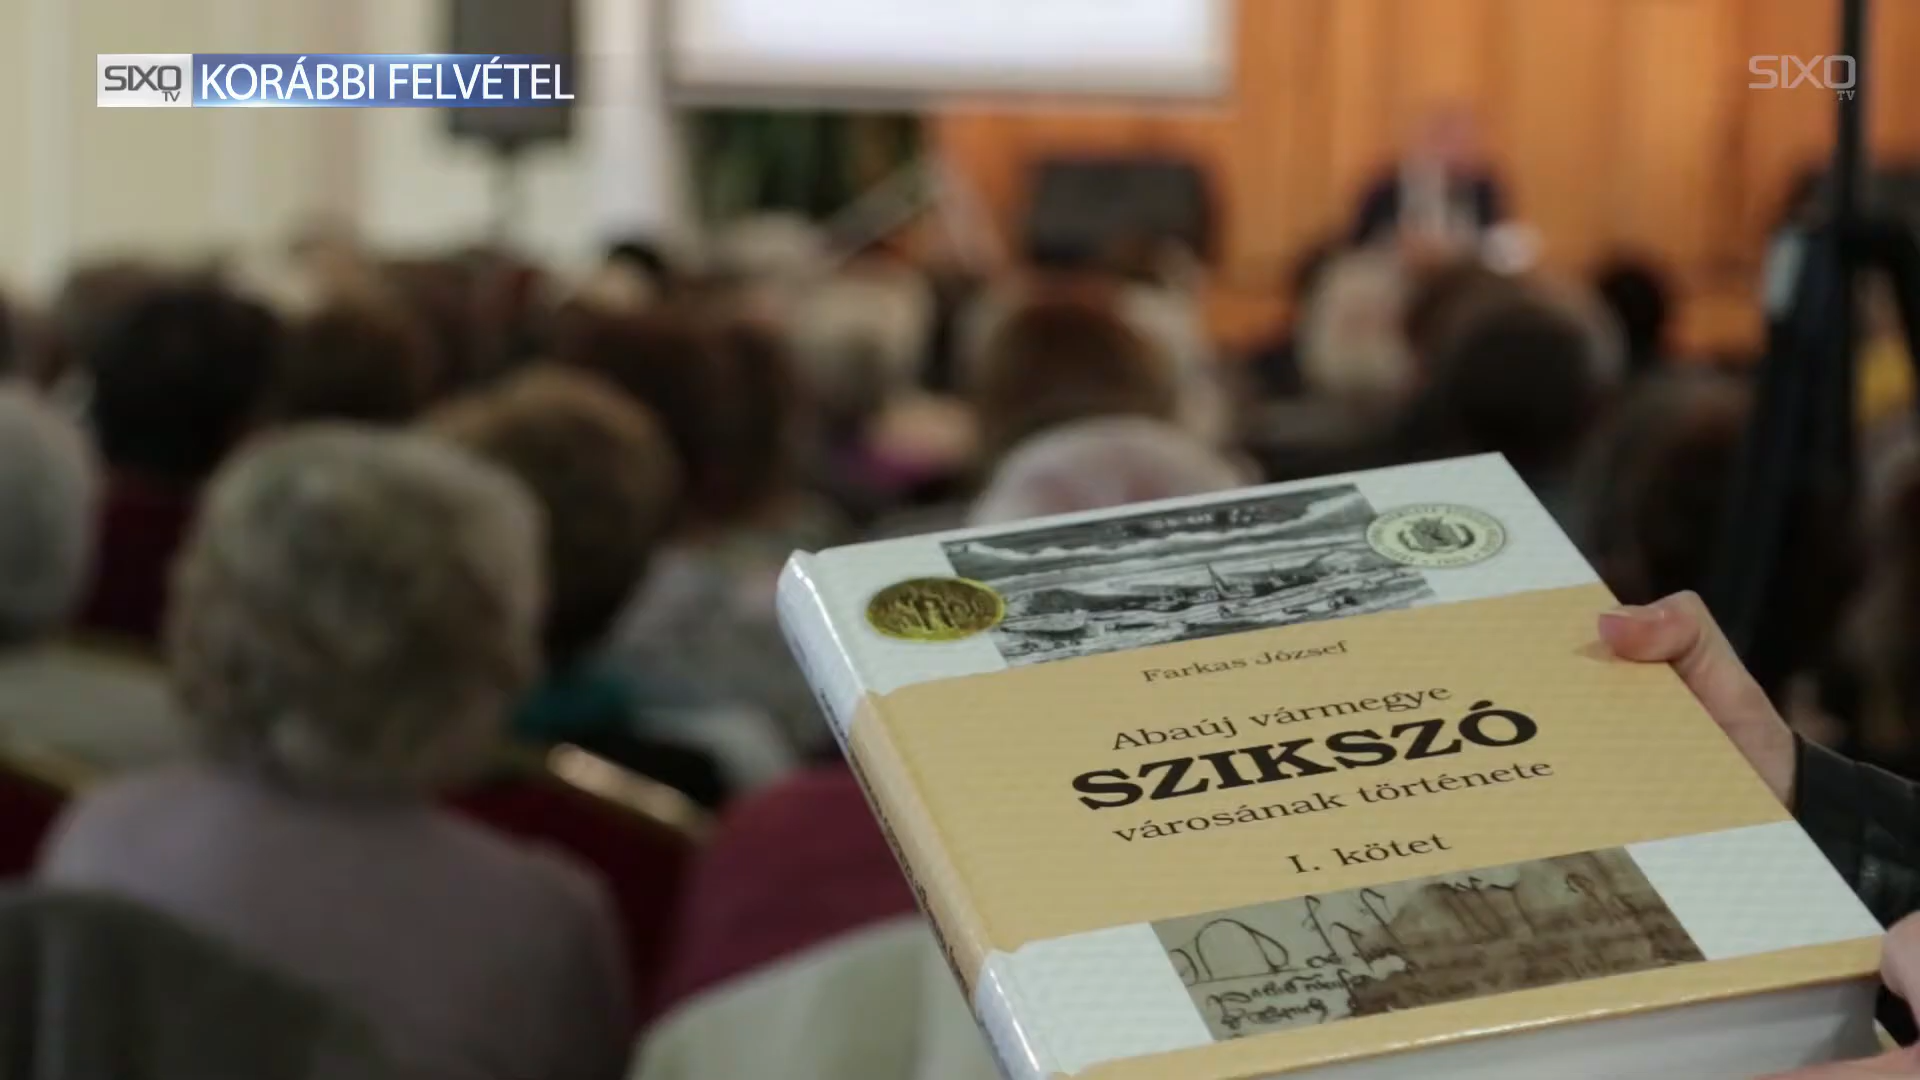 SIXO TV KORÁBBI FELVÉTEL
SIXO TV
Farkas József
Abaúj vármegye
SZIKSZÓ
városának története
I. kötet